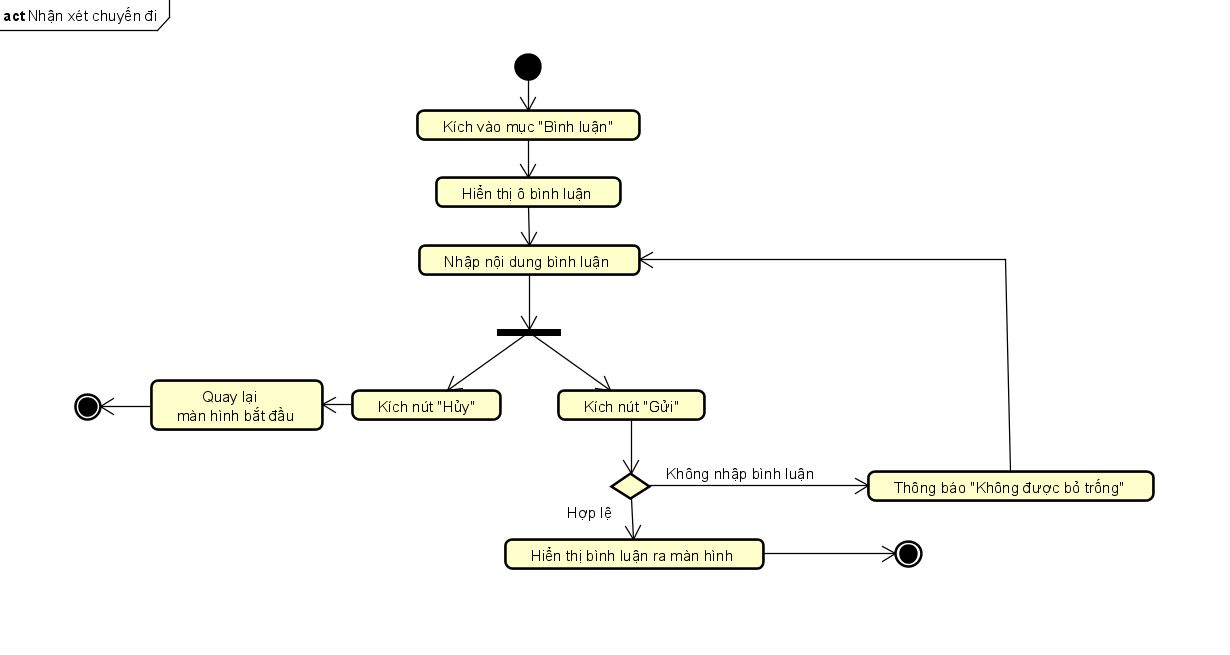 act Nhận xét chuyến đi
Kích vào mục "Bình luận"
Hiển thị ô bình luận
Nhập nội dung bình luận
Quay lại
màn hình bắt đầu
Kích nút "Hủy"
Kích nút "Gửi"
Không nhập bình luận
Thông báo "Không được bỏ trống"
Hợp lệ
Hiển thị bình luận ra màn hình